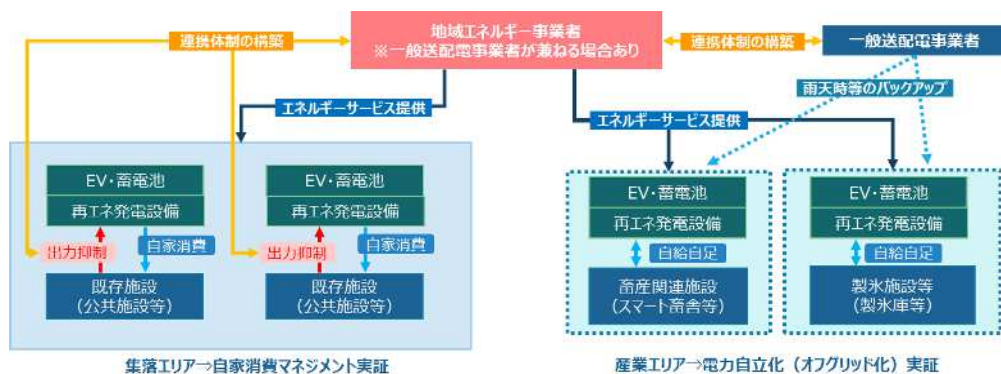 地域エネルギー事業者
※一般送配電事業者が兼ねる場合あり
連携体制の構築
連携体制の構築
一般送配電事業者
雨天時等のバックアップ
エネルギーサービス提供
エネルギーサービス提供
EV・蓄電池
再エネ発電設備
出力抑制
自家消費
既存施設
(公共施設等)
EV・蓄電池
再エネ発電設備
出力抑制
自家消費
既存施設
(公共施設等)
EV・蓄電池
再エネ発電設備
自給自足
畜産関連施設
(スマート畜舎等)
EV・蓄電池
再エネ発電設備
自給自足
製氷施設等
(製氷庫等)
集落エリア→自家消費マネジメント実証
産業エリア→電力自立化（オフグリッド化）実証